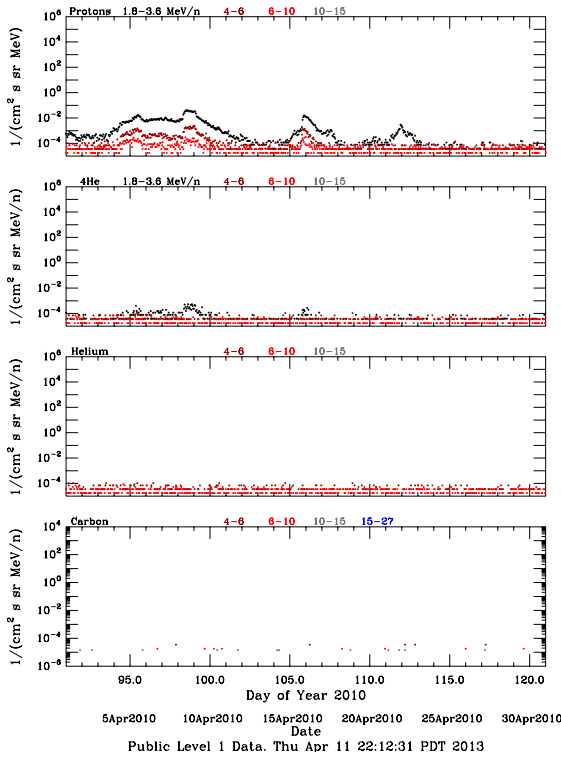 Protons 1.8-3.6 MeV/n 4-6 6-10 10-15
10⁶
10⁴
10²
10⁰
10⁻²
10⁻⁴
1/(cm² s sr MeV)
4He 1.8-3.6 MeV/n 4-6 6-10 10-15
10⁶
10⁴
10²
10⁰
10⁻²
10⁻⁴
1/(cm² s sr MeV/n)
Helium 4-6 6-10 10-15
10⁶
10⁴
10²
10⁰
10⁻²
10⁻⁴
1/(cm² s sr MeV/n)
Carbon 4-6 6-10 10-15 15-27
10⁴
10²
10⁰
10⁻²
10⁻⁴
10⁻⁶
1/(cm² s sr MeV/n)
95.0 100.0 105.0 110.0 115.0 120.0
Day of Year 2010
5Apr2010 10Apr2010 15Apr2010 20Apr2010 25Apr2010 30Apr2010
Date
Public Level 1 Data. Thu Apr 11 22:12:31 PDT 2013